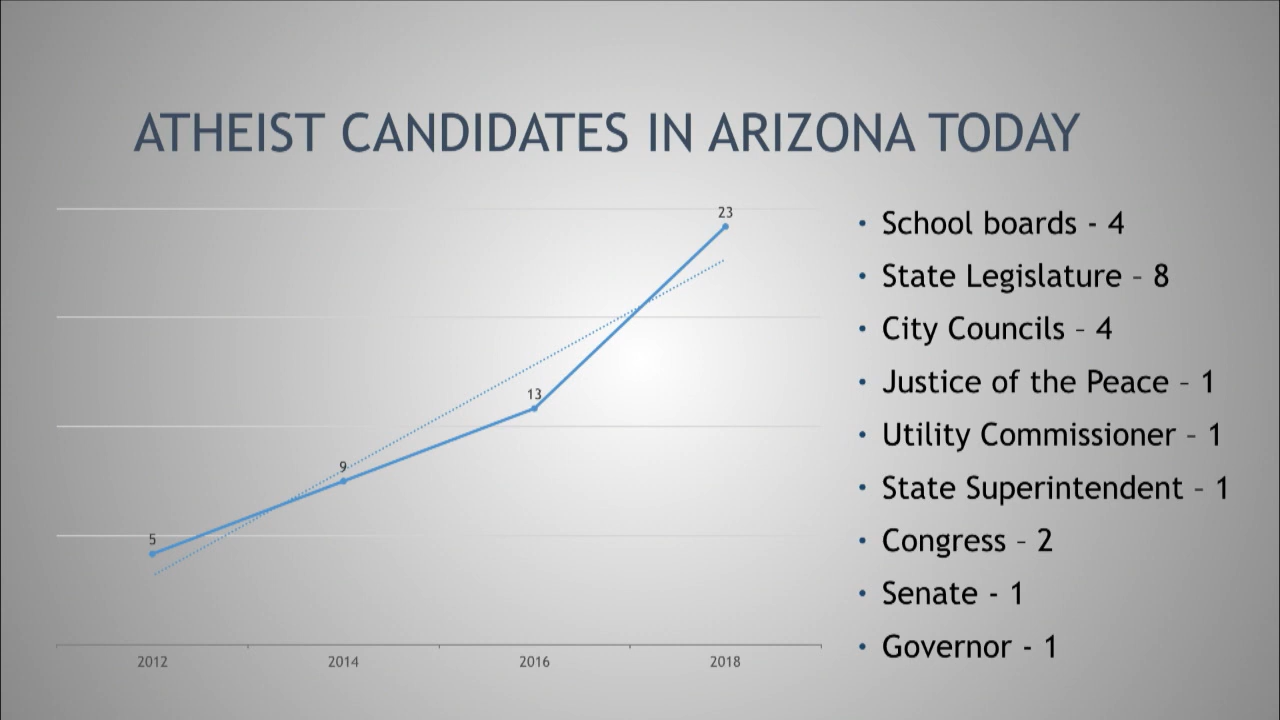 ATHEIST CANDIDATES IN ARIZONA TODAY
23
13
9
5
2012 2014 2016 2018
• School boards - 4
• State Legislature – 8
• City Councils – 4
• Justice of the Peace – 1
• Utility Commissioner – 1
• State Superintendent – 1
• Congress – 2
• Senate - 1
• Governor - 1